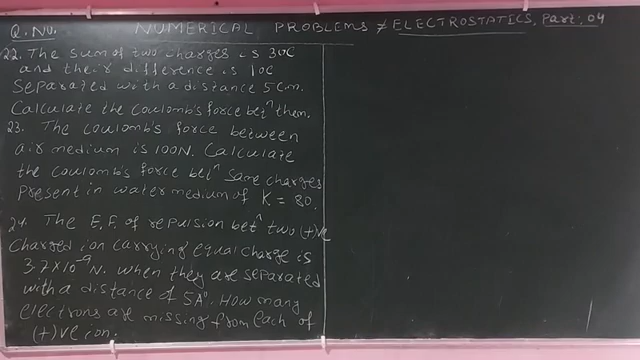 Q. No. NUMERICAL PROBLEMS ≠ ELECTROSTATICS, Part: 04
22. The sum of two charges is 30C
and their difference is 10C
Separated with a distance 5cm.
Calculate the Coulomb's force betⁿ them.
23. The Coulomb's force between
air medium is 100N. Calculate
the Coulomb's force betⁿ same charges
Present in water medium of K = 80.
24. The E.F. of repulsion betⁿ two (+)ve
Charged ion carrying equal charge is
3.7×10⁻⁹ N. When they are separated
with a distance of 5A°. How many
electrons are missing from each of
(+)ve ion.